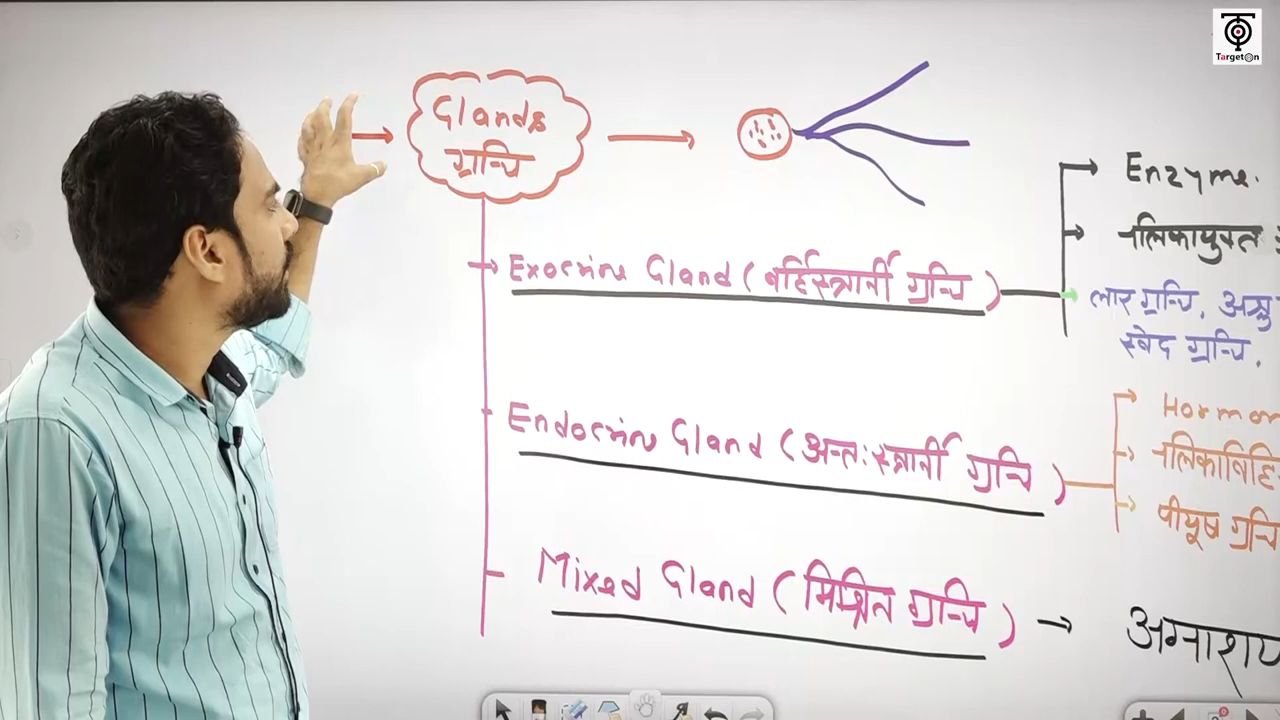 TargetOn
Glands
ग्रन्थि
Enzyme.
नलिकायुक्त
Exocrine Gland (बर्हिस्त्रार्वी ग्रन्थि)
लार ग्रन्थि, अश्रु
स्वेद ग्रन्थि.
Hormon
Endocrine Gland (अन्तःस्त्रार्वी ग्रन्थि)
नलिकाविहि
पीयूष ग्रन्थि
Mixed Gland (मिश्रित ग्रन्थि)
अग्नाशय